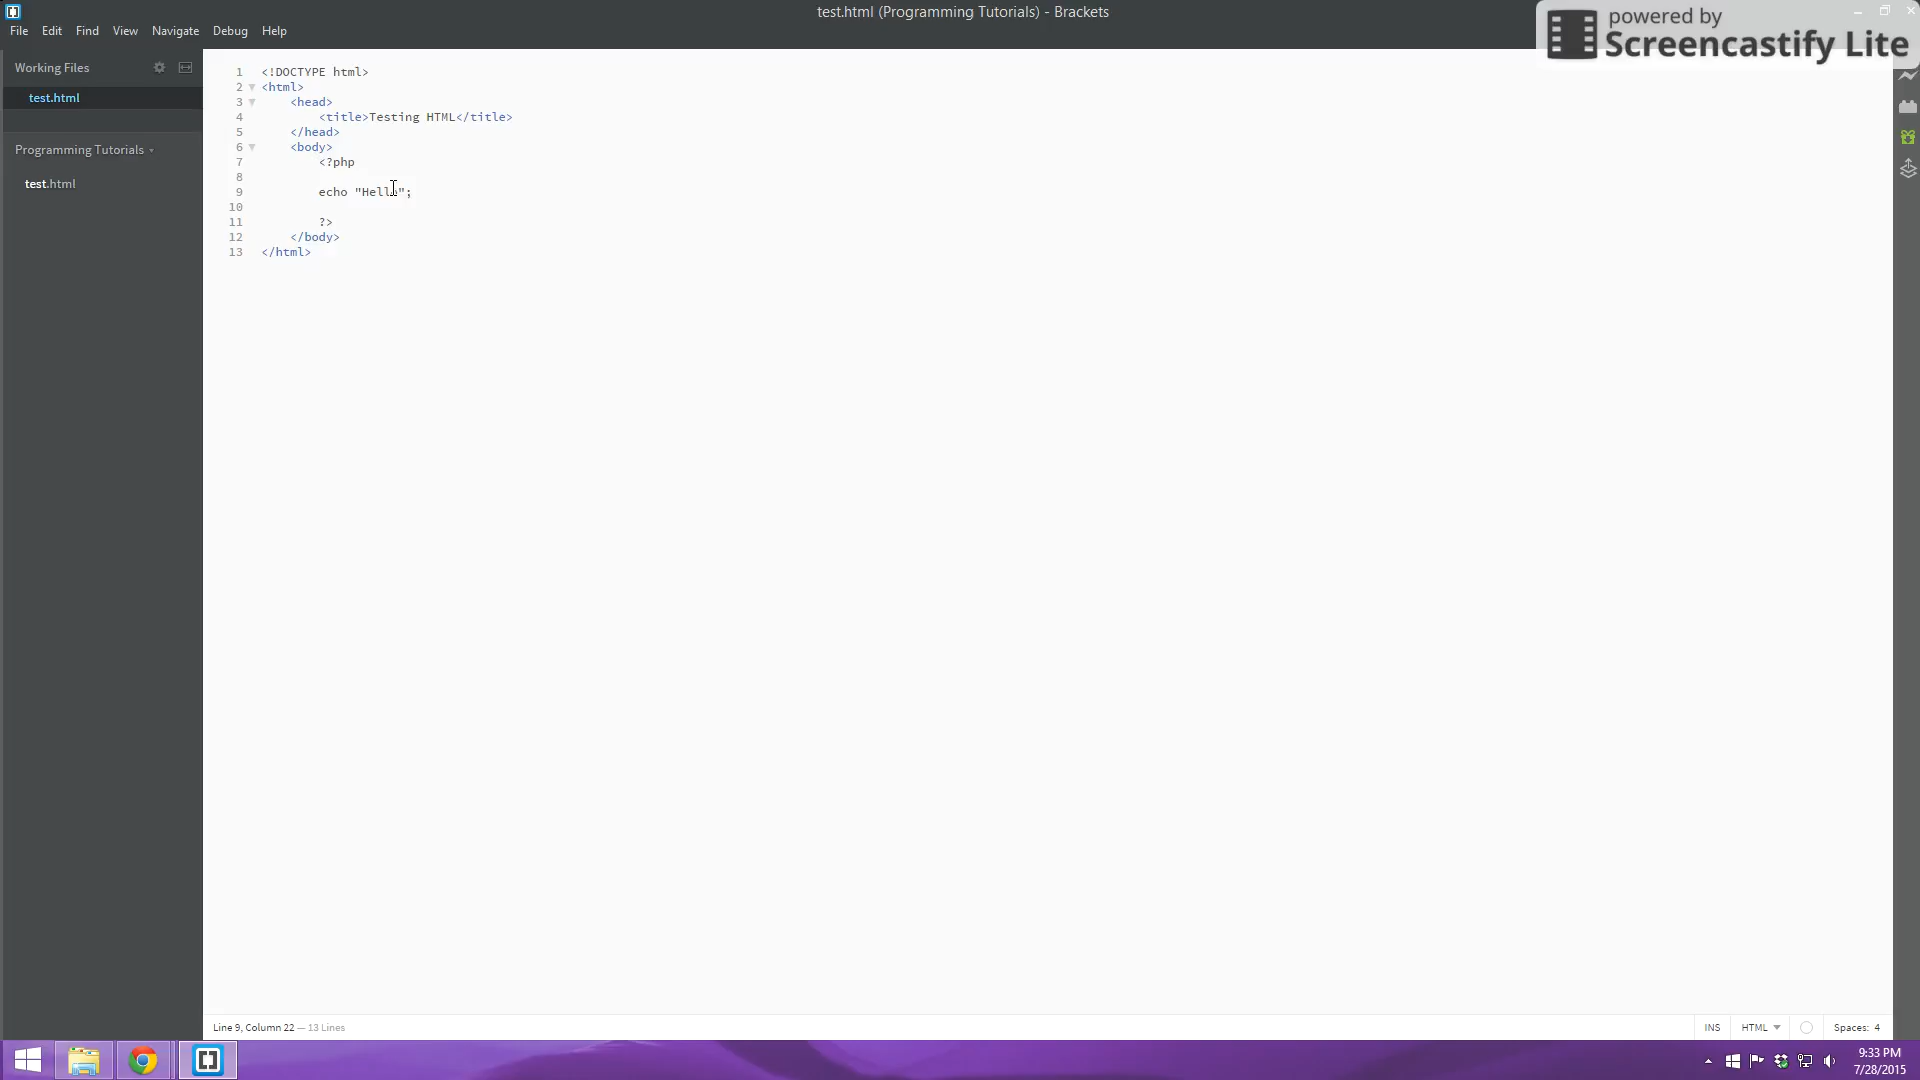 test.html (Programming Tutorials) - Brackets
powered by
Screencastify Lite
File Edit Find View Navigate Debug Help
Working Files
test.html
Programming Tutorials
test.html
1 <!DOCTYPE html>
2 <html>
3 <head>
4 <title>Testing HTML</title>
5 </head>
6 <body>
7 <?php
8
9 echo "Hello";
10
11 ?>
12 </body>
13 </html>
Line 9, Column 22 — 13 Lines
INS HTML Spaces: 4
9:33 PM
7/28/2015